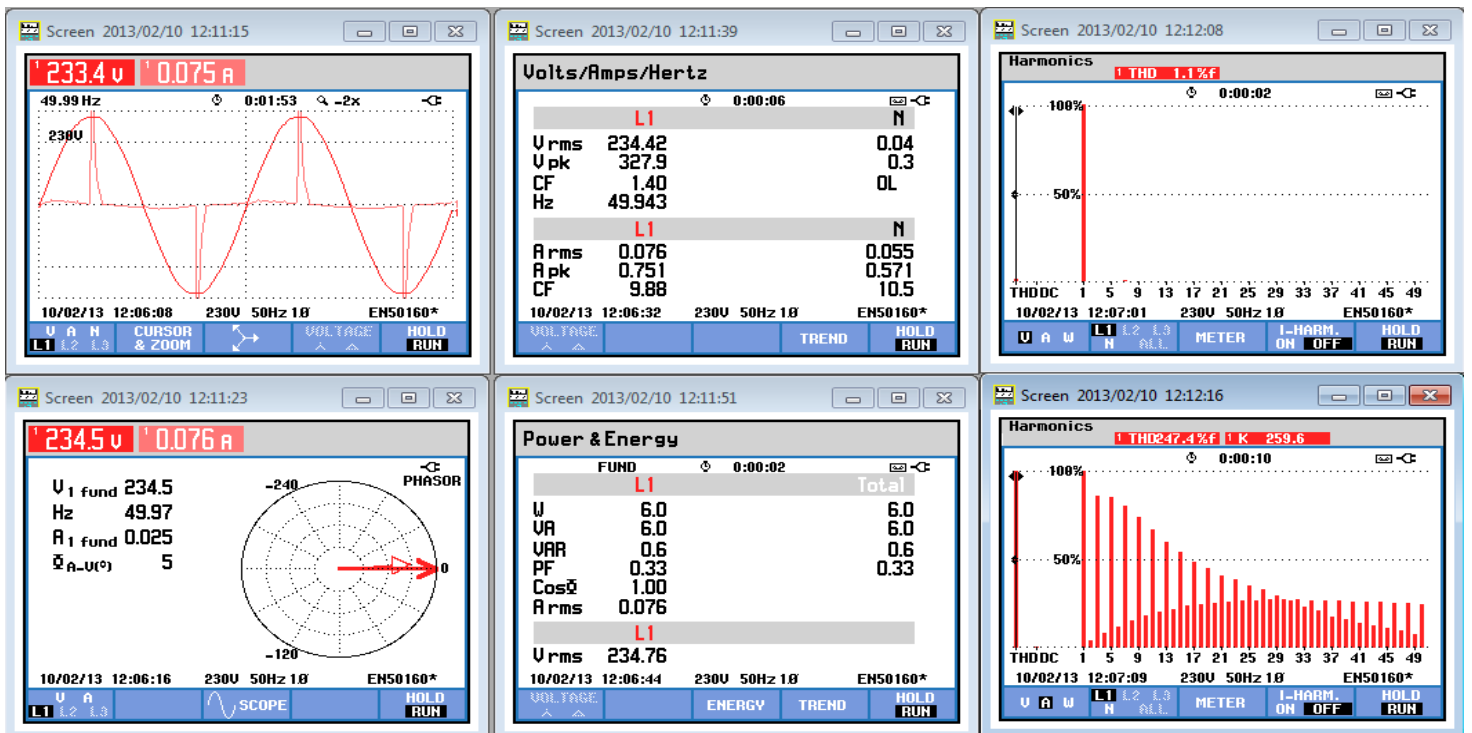 Screen 2013/02/10 12:11:15
1 233.4 V 1 0.075 A
49.99 Hz 0:01:53 -2x
230V
1
10/02/13 12:06:08 230V 50Hz 1Ø EN50160*
V A N CURSOR VOLTAGE HOLD
L1 L2 L3 & ZOOM RUN
Screen 2013/02/10 12:11:39
Volts/Amps/Hertz
0:00:06
L1 N
V rms 234.42 0.04
V pk 327.9 0.3
CF 1.40 OL
Hz 49.943
L1 N
A rms 0.076 0.055
A pk 0.751 0.571
CF 9.88 10.5
10/02/13 12:06:32 230V 50Hz 1Ø EN50160*
VOLTAGE TREND HOLD
RUN
Screen 2013/02/10 12:12:08
Harmonics
1 THD 1.1%f
0:00:02
100%
50%
THDDC 1 5 9 13 17 21 25 29 33 37 41 45 49
10/02/13 12:07:01 230V 50Hz 1Ø EN50160*
V A W L1 L2 L3 METER I-HARM. HOLD
N ALL ON OFF RUN
Screen 2013/02/10 12:11:23
1 234.5 V 1 0.076 A
PHASOR
V1 fund 234.5
Hz 49.97
A1 fund 0.025
Φ A-V(°) 5
-240
0
-120
10/02/13 12:06:16 230V 50Hz 1Ø EN50160*
V A SCOPE HOLD
L1 L2 L3 RUN
Screen 2013/02/10 12:11:51
Power & Energy
FUND 0:00:02
L1 Total
W 6.0 6.0
VA 6.0 6.0
VAR 0.6 0.6
PF 0.33 0.33
CosΦ 1.00
A rms 0.076
L1
V rms 234.76
10/02/13 12:06:44 230V 50Hz 1Ø EN50160*
VOLTAGE ENERGY TREND HOLD
RUN
Screen 2013/02/10 12:12:16
Harmonics
1 THD247.4%f 1 K 259.6
0:00:10
100%
50%
THDDC 1 5 9 13 17 21 25 29 33 37 41 45 49
10/02/13 12:07:09 230V 50Hz 1Ø EN50160*
V A W L1 L2 L3 METER I-HARM. HOLD
N ALL ON OFF RUN